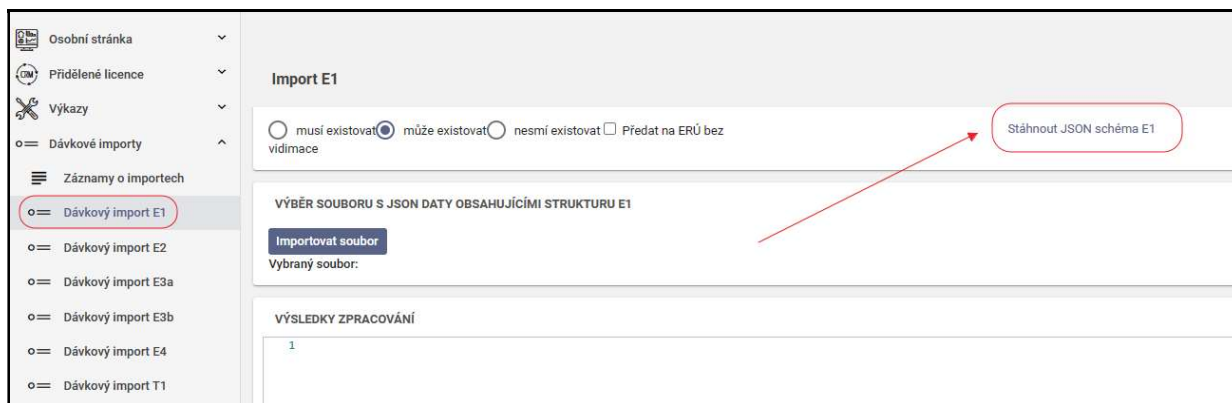 Osobní stránka
CRM
Přidělené licence
Výkazy
Dávkové importy
Záznamy o importech
Dávkový import E1
Dávkový import E2
Dávkový import E3a
Dávkový import E3b
Dávkový import E4
Dávkový import T1
Import E1
musí existovat může existovat nesmí existovat Předat na ERÚ bez
vidimace
Stáhnout JSON schéma E1
VÝBĚR SOUBORU S JSON DATY OBSAHUJÍCÍMI STRUKTURU E1
Importovat soubor
Vybraný soubor:
VÝSLEDKY ZPRACOVÁNÍ
1